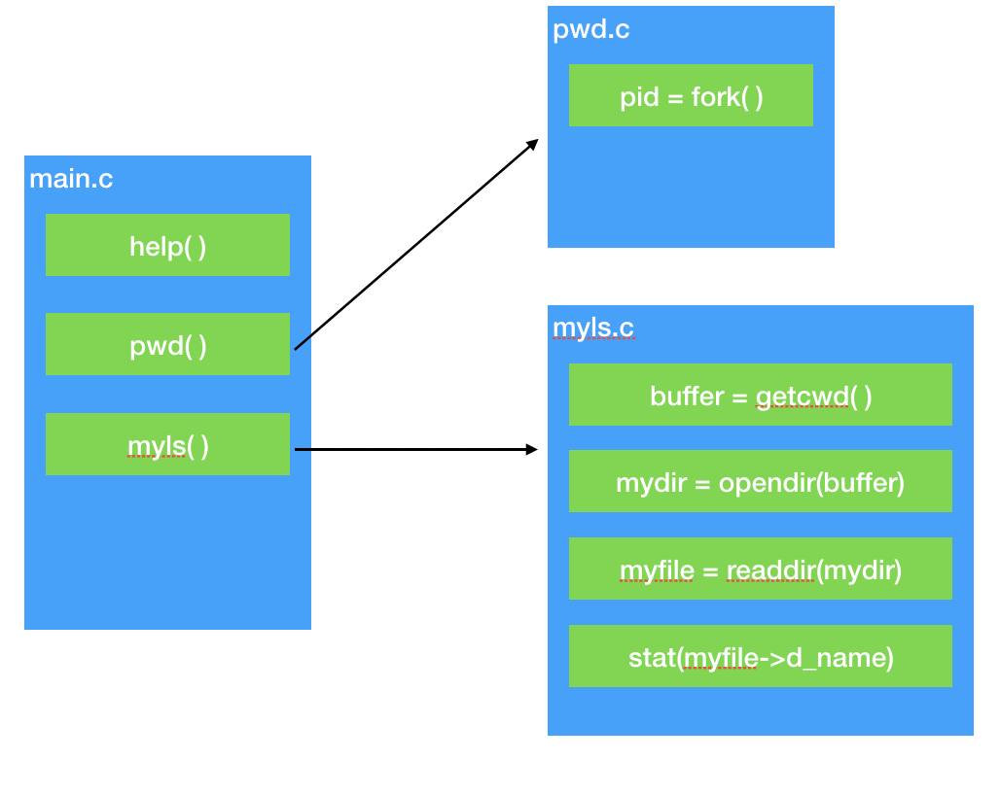 main.c
help( )
pwd( )
myls( )
pwd.c
pid = fork( )
myls.c
buffer = getcwd( )
mydir = opendir(buffer)
myfile = readdir(mydir)
stat(myfile->d_name)